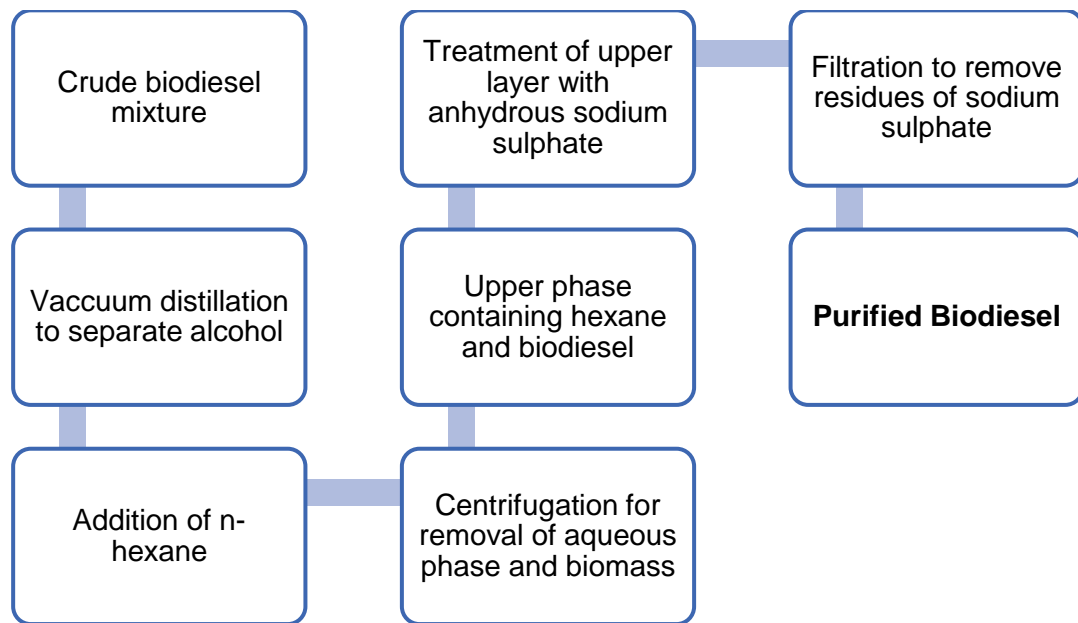 Crude biodiesel
mixture
Vaccuum distillation
to separate alcohol
Addition of n-
hexane
Centrifugation for
removal of aqueous
phase and biomass
Upper phase
containing hexane
and biodiesel
Treatment of upper
layer with
anhydrous sodium
sulphate
Filtration to remove
residues of sodium
sulphate
Purified Biodiesel